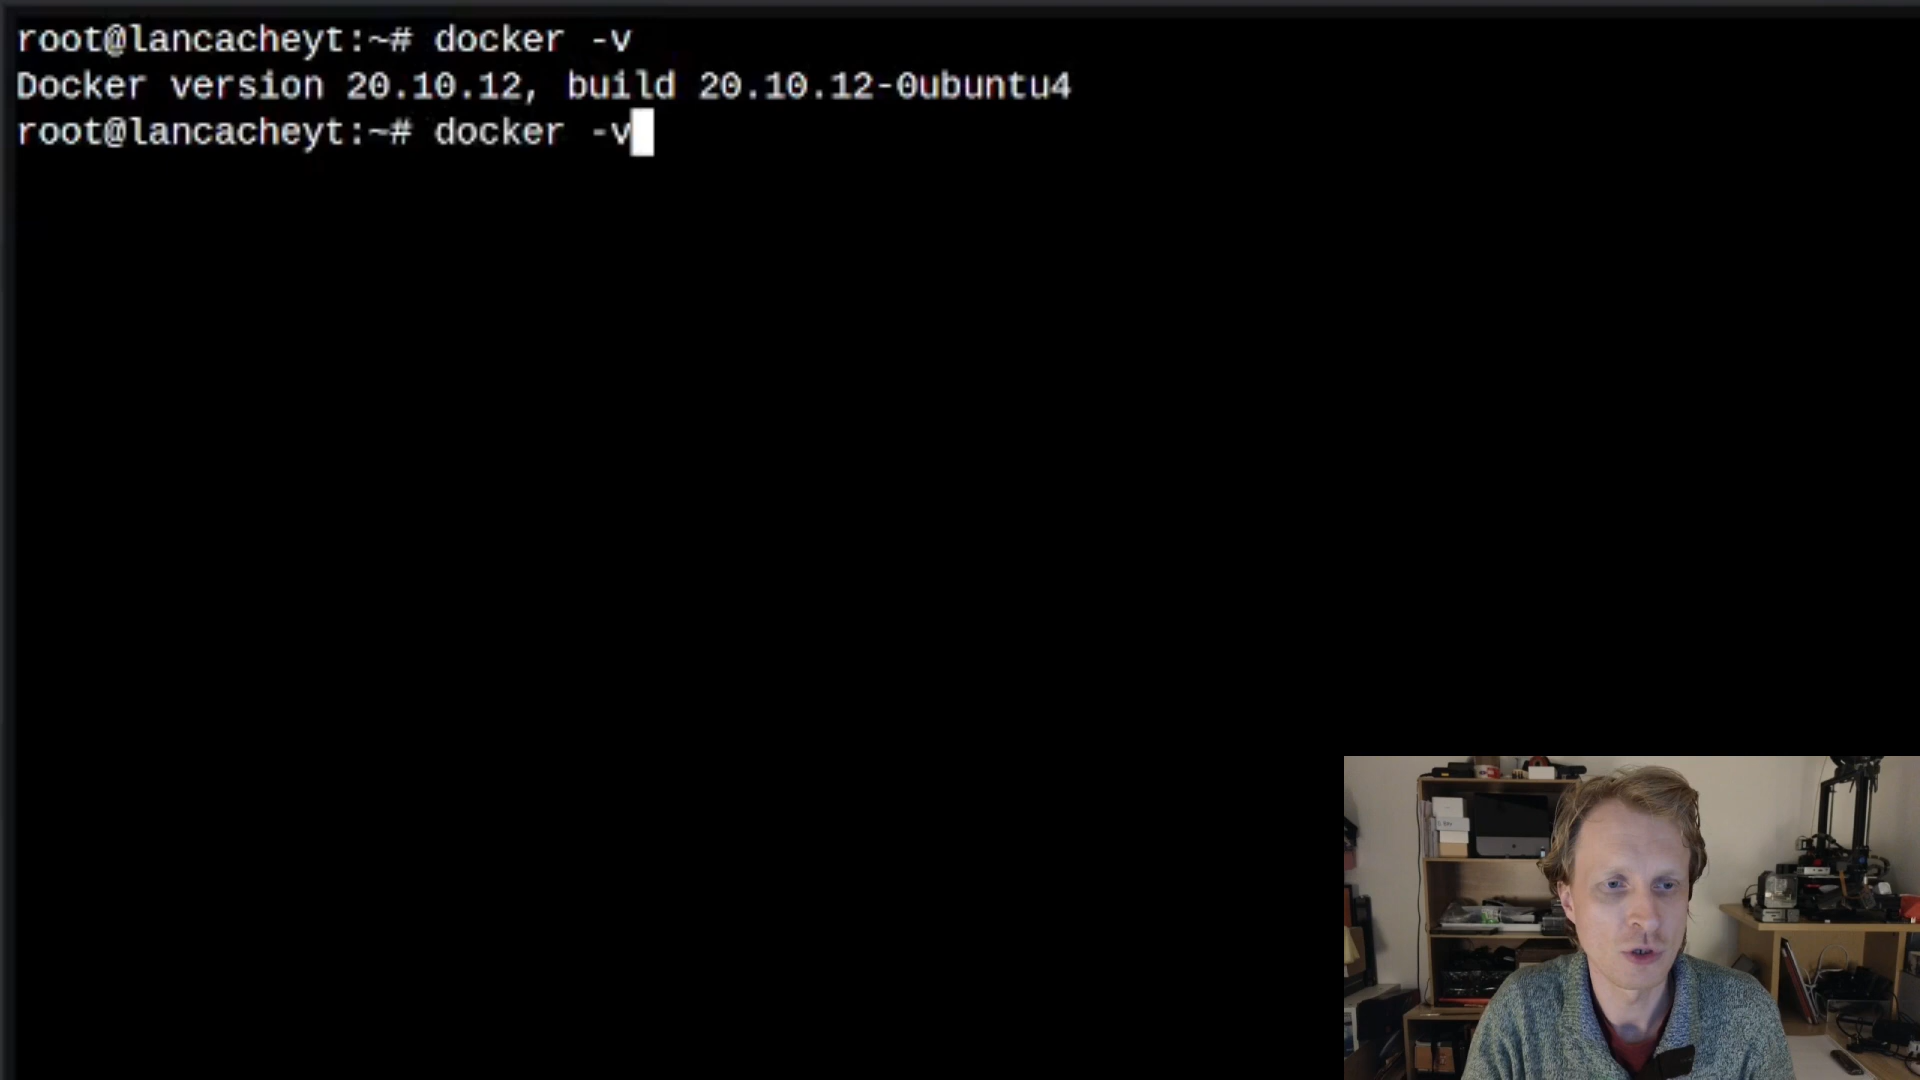 root@lancacheyt:~# docker -v
Docker version 20.10.12, build 20.10.12-0ubuntu4
root@lancacheyt:~# docker -v